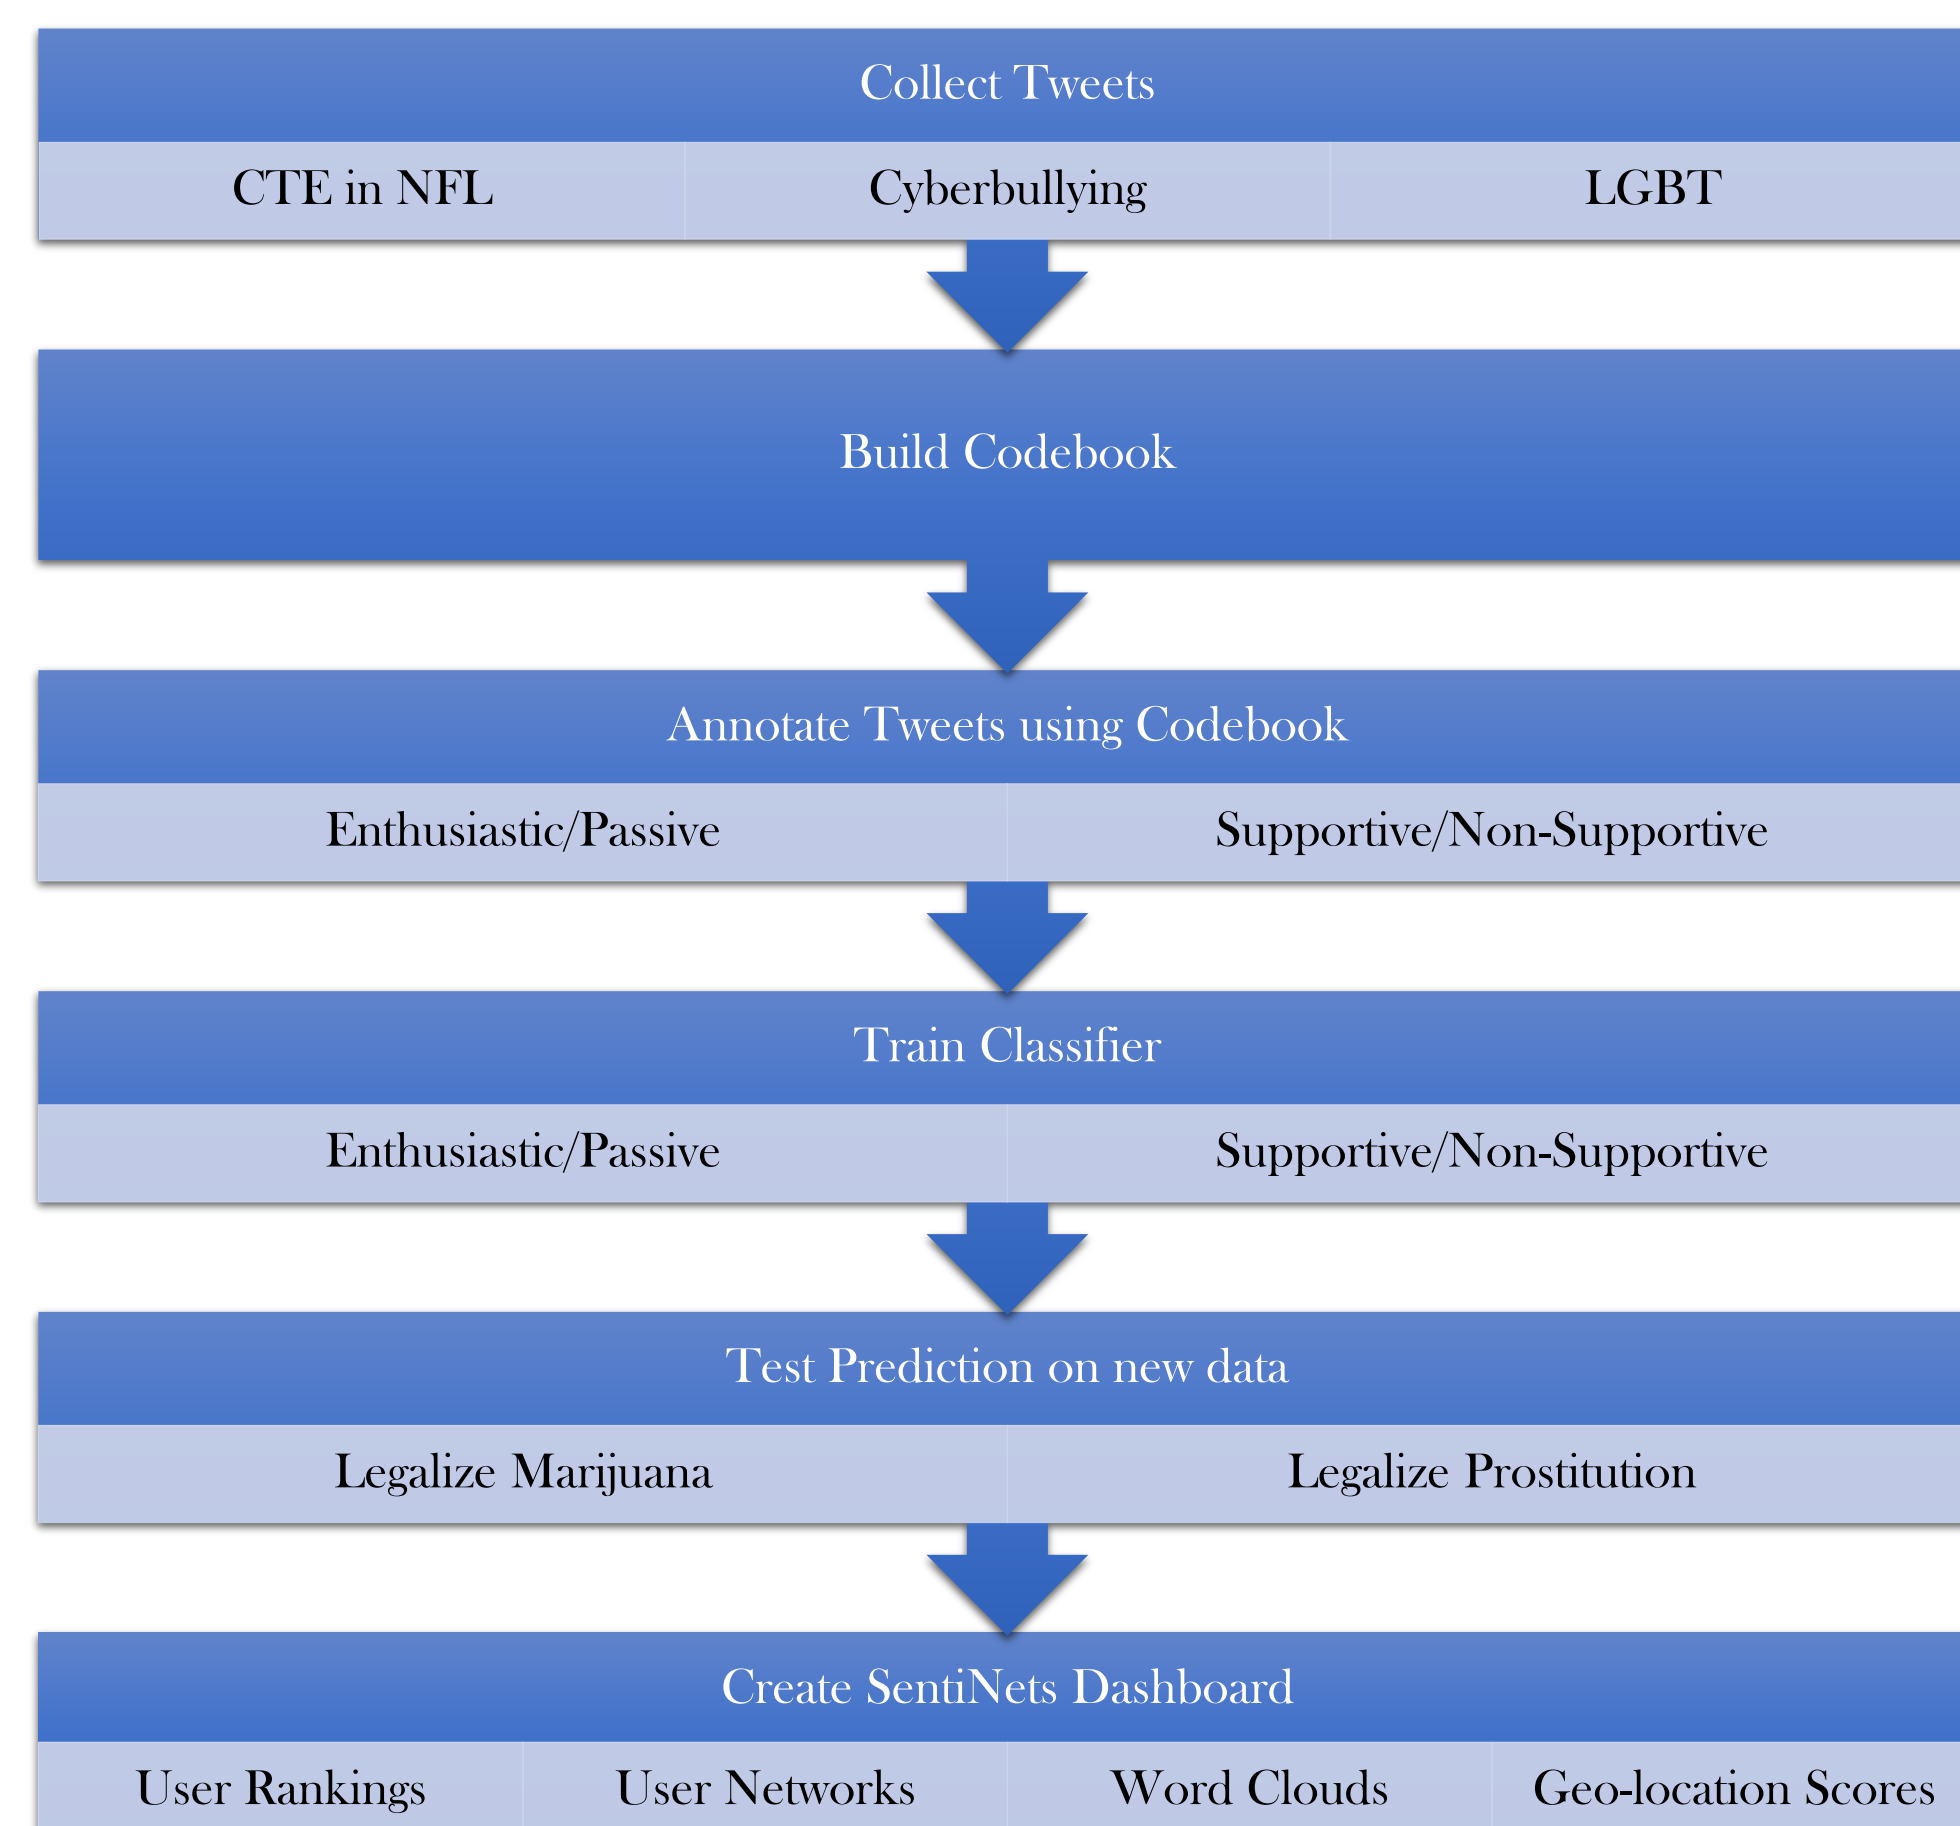 Collect Tweets
CTE in NFL
Cyberbullying
LGBT
Build Codebook
Annotate Tweets using Codebook
Enthusiastic/Passive
Supportive/Non-Supportive
Train Classifier
Enthusiastic/Passive
Supportive/Non-Supportive
Test Prediction on new data
Legalize Marijuana
Legalize Prostitution
Create SentiNets Dashboard
User Rankings
User Networks
Word Clouds
Geo-location Scores